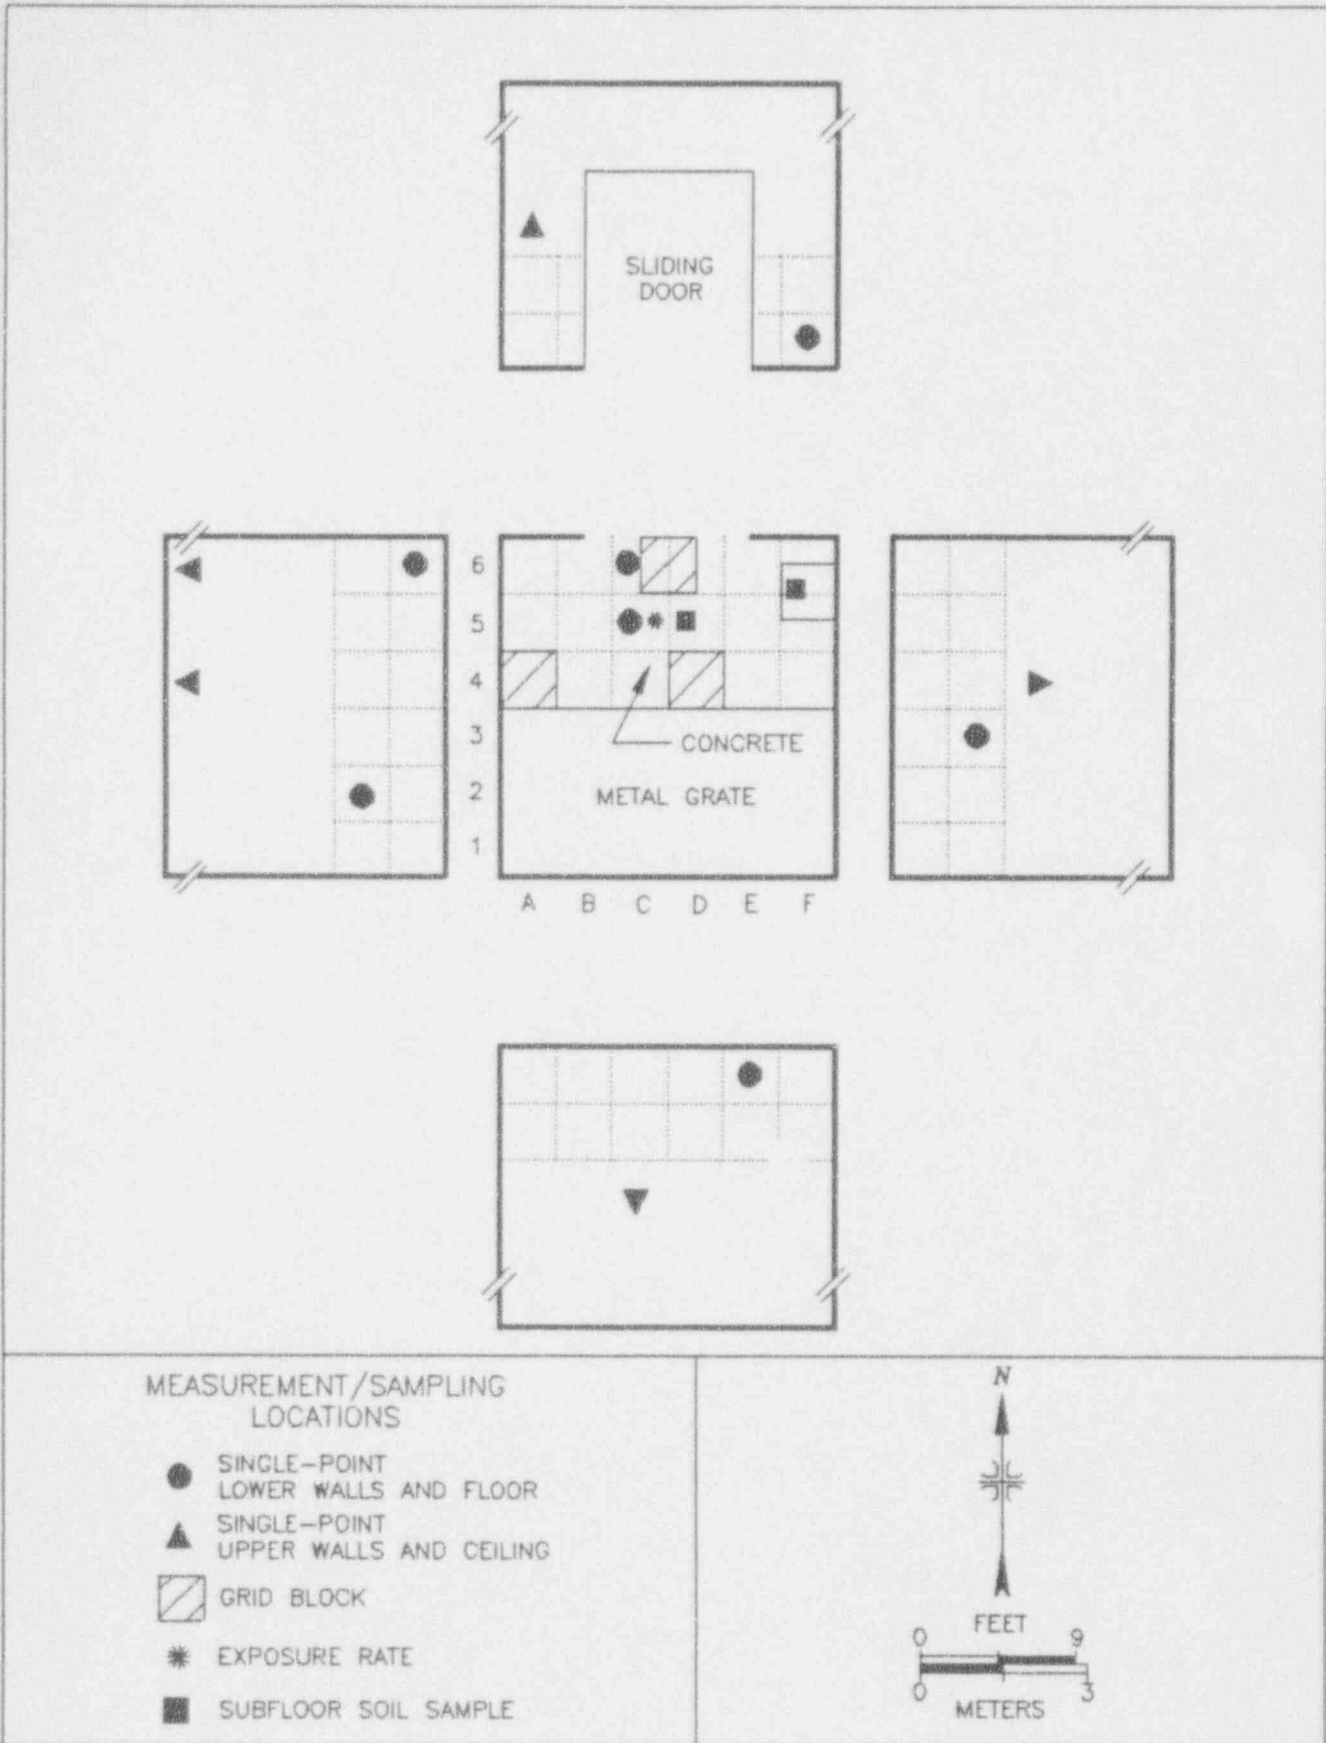 SLIDING
DOOR
6
5
4
3
2
1
CONCRETE
METAL GRATE
A B C D E F
MEASUREMENT/SAMPLING
LOCATIONS
SINGLE-POINT
LOWER WALLS AND FLOOR
SINGLE-POINT
UPPER WALLS AND CEILING
GRID BLOCK
EXPOSURE RATE
SUBFLOOR SOIL SAMPLE
N
FEET
0 9
0 3
METERS